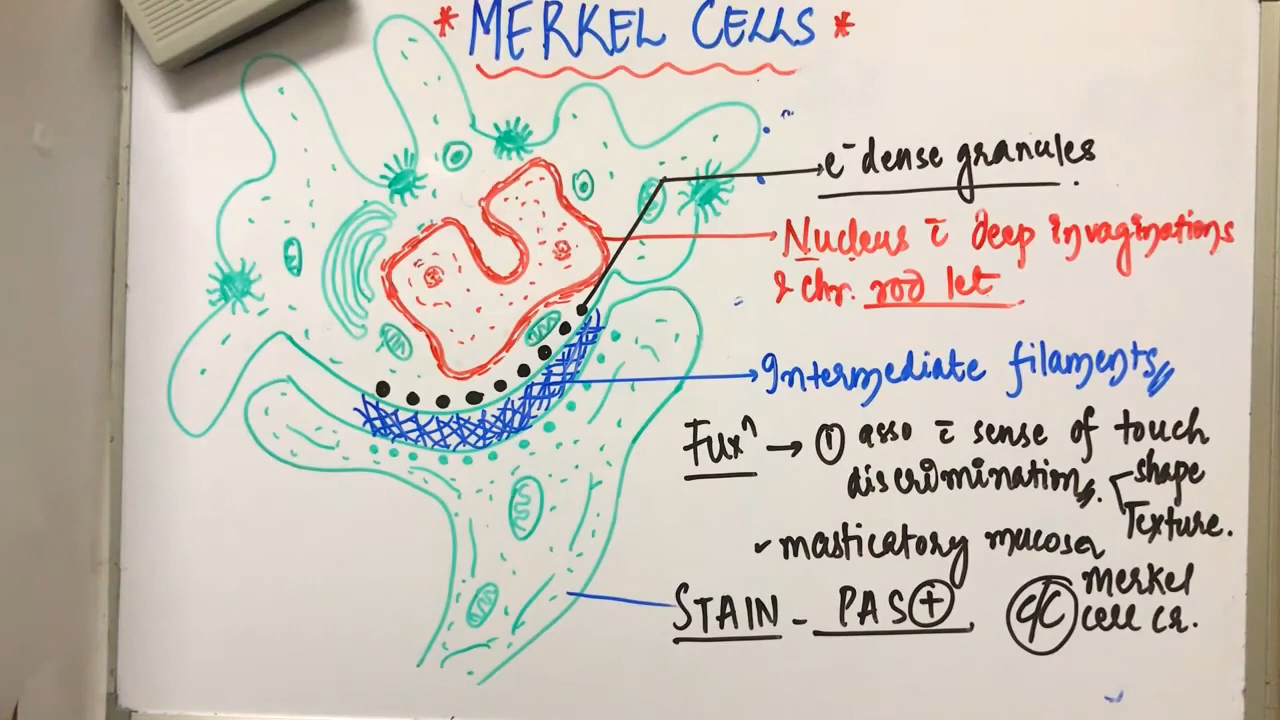 * MERKEL CELLS *
e⁻ dense granules
Nucleus c̄ deep invaginations
& chr. rod let
Intermediate filaments
Fuxⁿ → ① asso c̄ sense of touch
discrimination
shape
Texture.
masticatory mucosa
STAIN - PAS ⊕
Merkel
cell ca.